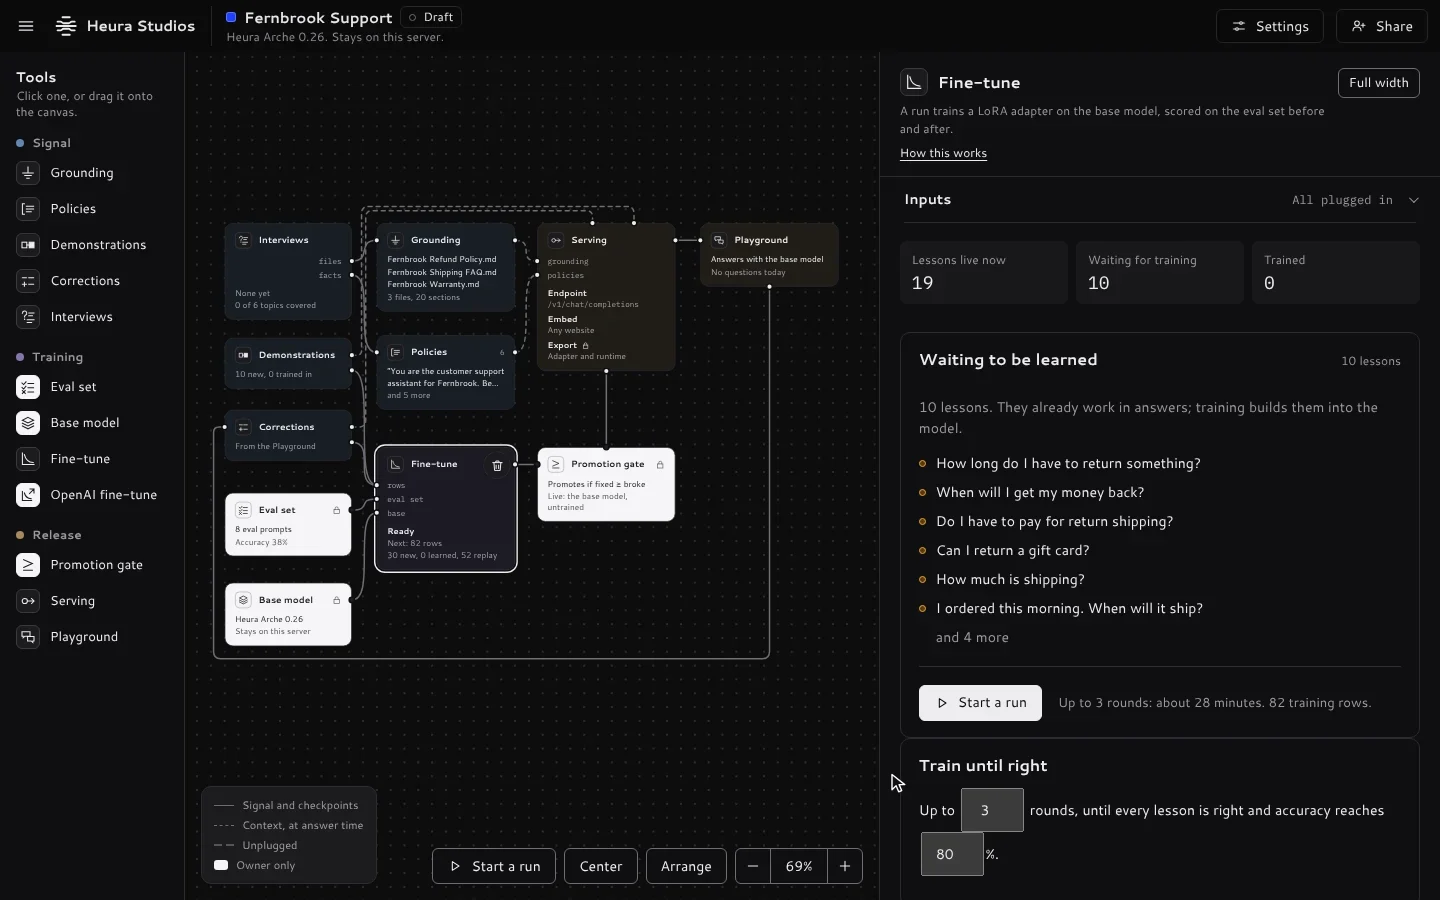 Heura Studios
Fernbrook Support
Draft
Heura Arche 0.26. Stays on this server.
Settings
Share
Tools
Click one, or drag it onto
the canvas.
Signal
Grounding
Policies
Demonstrations
Corrections
Interviews
Training
Eval set
Base model
Fine-tune
OpenAI fine-tune
Release
Promotion gate
Serving
Playground
Interviews
files
facts
None yet
0 of 6 topics covered
Demonstrations
10 new, 0 trained in
Corrections
From the Playground
Eval set
8 eval prompts
Accuracy 38%
Base model
Heura Arche 0.26
Stays on this server
Grounding
Fernbrook Refund Policy.md
Fernbrook Shipping FAQ.md
Fernbrook Warranty.md
3 files, 20 sections
Policies
6
"You are the customer support
assistant for Fernbrook. Be...
and 5 more
Fine-tune
rows
eval set
base
Ready
Next: 82 rows
30 new, 0 learned, 52 replay
Serving
grounding
policies
Endpoint
/v1/chat/completions
Embed
Any website
Export
Adapter and runtime
Promotion gate
Promotes if fixed ≥ broke
Live: the base model,
untrained
Playground
Answers with the base model
No questions today
Signal and checkpoints
Context, at answer time
Unplugged
Owner only
Start a run
Center
Arrange
69%
Fine-tune
Full width
A run trains a LoRA adapter on the base model, scored on the eval set before
and after.
How this works
Inputs
All plugged in
Lessons live now
19
Waiting for training
10
Trained
0
Waiting to be learned
10 lessons
10 lessons. They already work in answers; training builds them into the
model.
How long do I have to return something?
When will I get my money back?
Do I have to pay for return shipping?
Can I return a gift card?
How much is shipping?
I ordered this morning. When will it ship?
and 4 more
Start a run
Up to 3 rounds: about 28 minutes. 82 training rows.
Train until right
Up to 3 rounds, until every lesson is right and accuracy reaches
80 %.